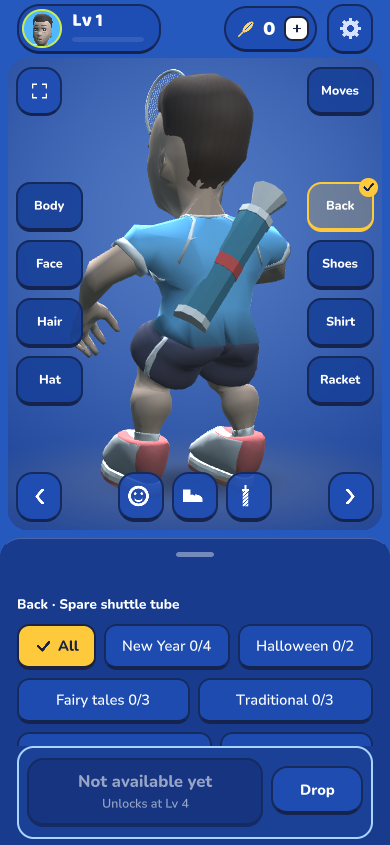 Lv 1
0
+
Moves
Body
Back
Face
Shoes
Hair
Shirt
Hat
Racket
Back · Spare shuttle tube
All
New Year 0/4
Halloween 0/2
Fairy tales 0/3
Traditional 0/3
Not available yet
Unlocks at Lv 4
Drop